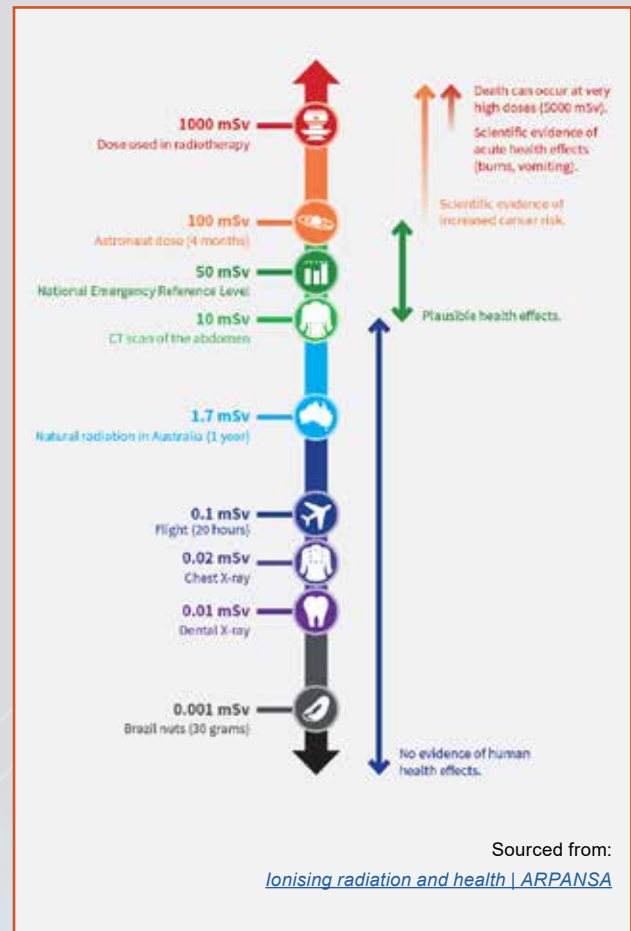 1000 mSv
Dose used in radiotherapy
100 mSv
Astronaut dose (4 months)
50 mSv
National Emergency Reference Level
10 mSv
CT scan of the abdomen
1.7 mSv
Natural radiation in Australia (1 year)
0.1 mSv
Flight (20 hours)
0.02 mSv
Chest X-ray
0.01 mSv
Dental X-ray
0.001 mSv
Brazil nuts (30 grams)
Death can occur at very
high doses (5000 mSv).
Scientific evidence of
acute health effects
(burns, vomiting).
Scientific evidence of
increased cancer risk.
Plausible health effects.
No evidence of human
health effects.
Sourced from:
Ionising radiation and health | ARPANSA